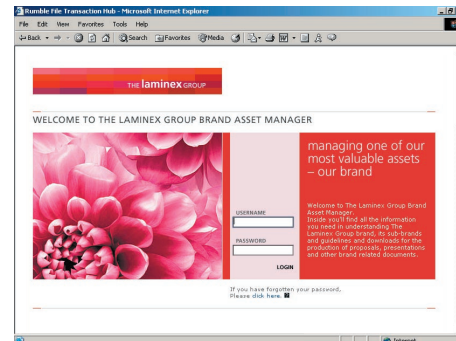 Rumble File Transaction Hub - Microsoft Internet Explorer
File Edit View Favorites Tools Help
Back Search Favorites Media
THE laminex GROUP
WELCOME TO THE LAMINEX GROUP BRAND ASSET MANAGER
managing one of our
most valuable assets
– our brand
USERNAME
PASSWORD
LOGIN
Welcome to The Laminex Group Brand
Asset Manager.
Inside you'll find all the information
you need in understanding The
Laminex Group brand, its sub-brands
and guidelines and downloads for the
production of proposals, presentations
and other brand related documents.
If you have forgotten your password,
Please click here.
Internet